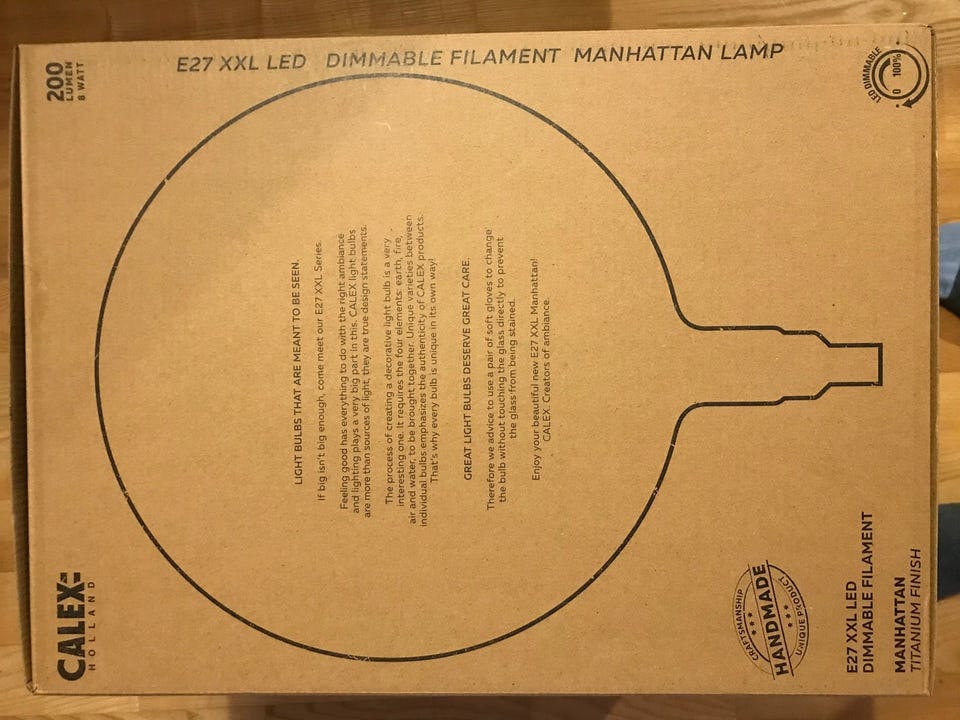 CALEX
HOLLAND
200
LUMEN
8 WATT
E27 XXL LED DIMMABLE FILAMENT MANHATTAN LAMP
LED DIMMABLE
0 100%
LIGHT BULBS THAT ARE MEANT TO BE SEEN.
If big isn't big enough, come meet our E27 XXL Series.
Feeling good has everything to do with the right ambiance
and lighting plays a very big part in this. CALEX light bulbs
are more than sources of light, they are true design statements.
The process of creating a decorative light bulb is a very
interesting one. It requires the four elements: earth, fire,
air and water, to be brought together. Unique varieties between
individual bulbs emphasizes the authenticity of CALEX products.
That's why every bulb is unique in its own way!
GREAT LIGHT BULBS DESERVE GREAT CARE.
Therefore we advice to use a pair of soft gloves to change
the bulb without touching the glass directly to prevent
the glass from being stained.
Enjoy your beautiful new E27 XXL Manhattan!
CALEX. Creators of ambiance.
CRAFTSMANSHIP
HANDMADE
UNIQUE PRODUCT
E27 XXL LED
DIMMABLE FILAMENT
MANHATTAN
TITANIUM FINISH